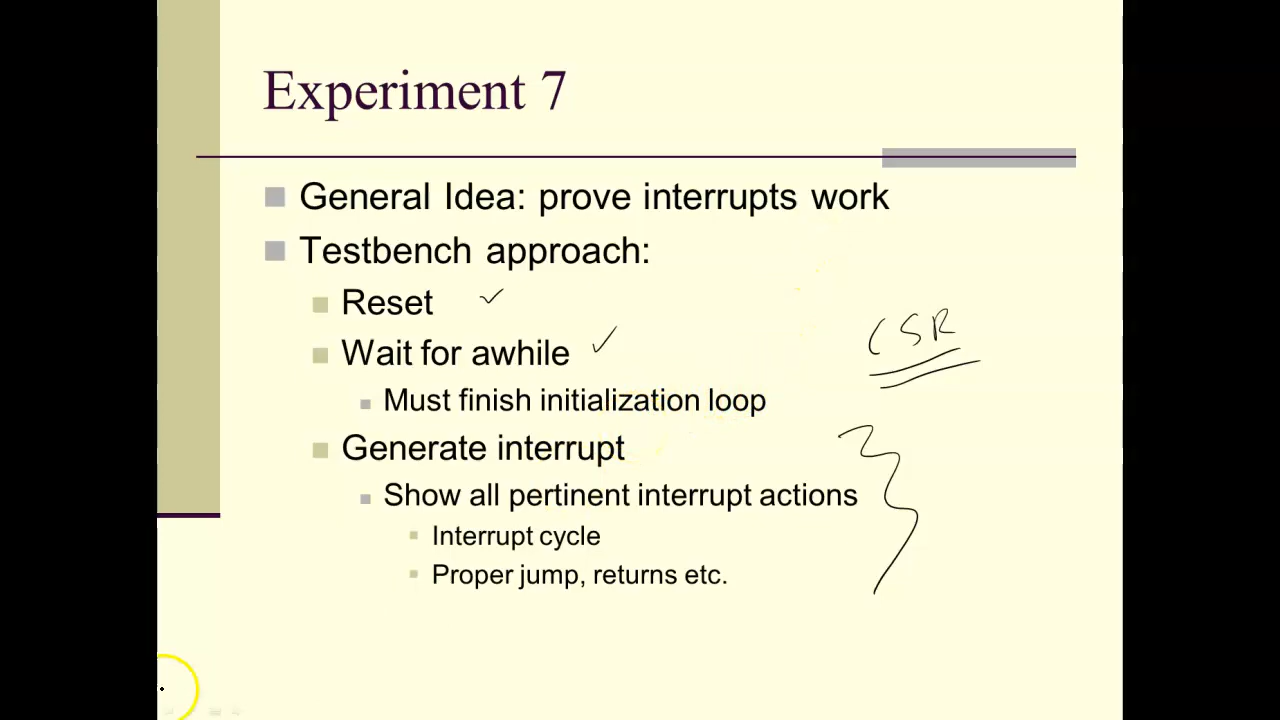 Experiment 7
General Idea: prove interrupts work
Testbench approach:
Reset
Wait for awhile
CSR
Must finish initialization loop
Generate interrupt
Show all pertinent interrupt actions
Interrupt cycle
Proper jump, returns etc.